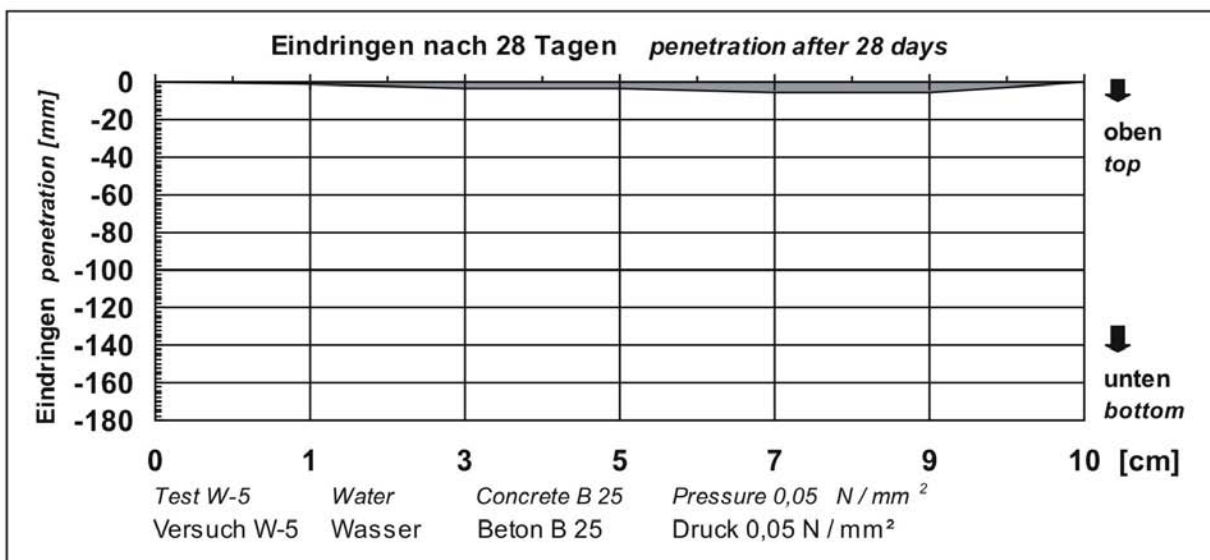 Eindringen nach 28 Tagen penetration after 28 days
Eindringen penetration [mm]
0
-20
-40
-60
-80
-100
-120
-140
-160
-180
oben
top
unten
bottom
0 1 3 5 7 9 10 [cm]
Test W-5 Water Concrete B 25 Pressure 0,05 N / mm ²
Versuch W-5 Wasser Beton B 25 Druck 0,05 N / mm²